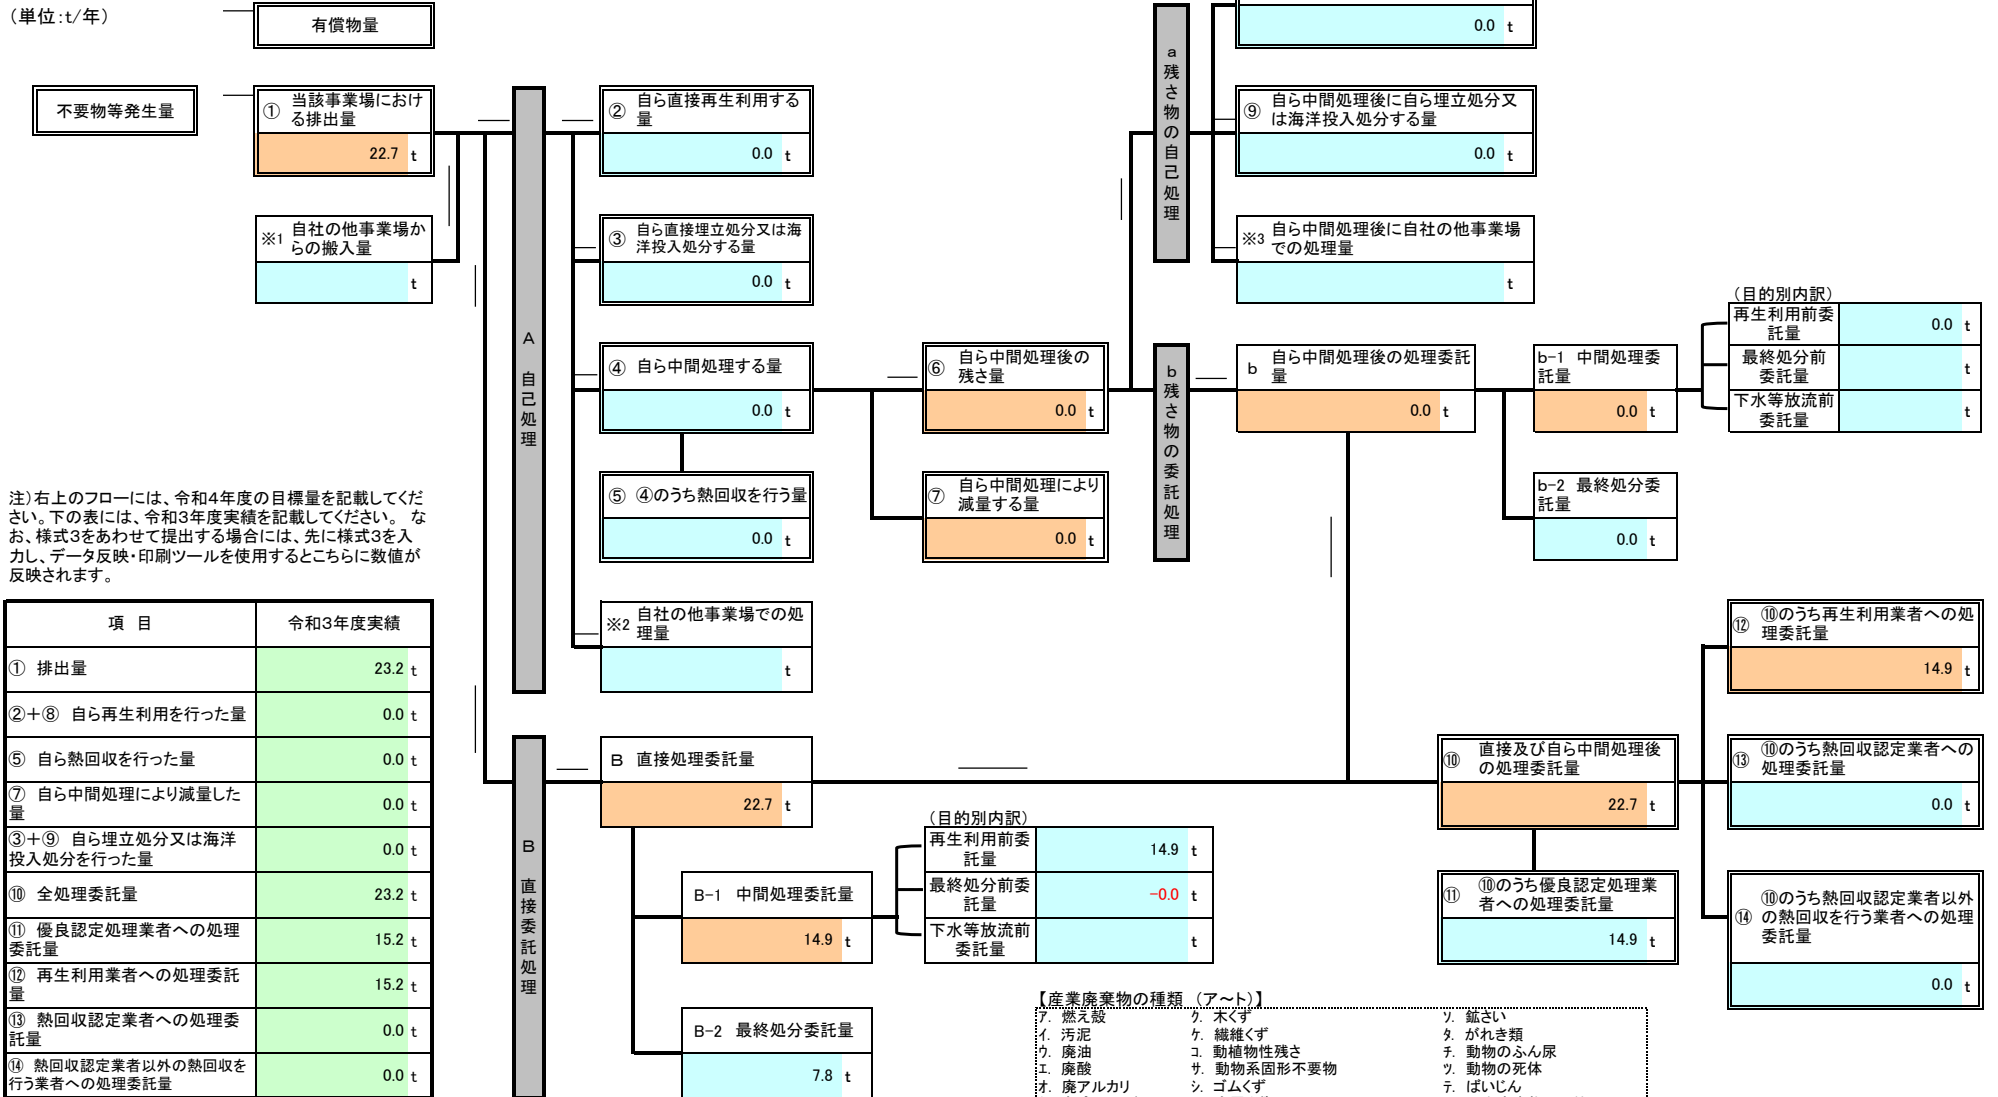 （単位：t/年）
有償物量
0.0 t
不要物等発生量
① 当該事業場におけ
る排出量
22.7 t
※1 自社の他事業場か
らの搬入量
t
A 自己処理
② 自ら直接再生利用する
量
0.0 t
③ 自ら直接埋立処分又は海
洋投入処分する量
0.0 t
④ 自ら中間処理する量
0.0 t
⑤ ④のうち熱回収を行う量
0.0 t
※2 自社の他事業場での処
理量
t
⑥ 自ら中間処理後の
残さ量
0.0 t
⑦ 自ら中間処理により
減量する量
0.0 t
a 残さ物の自己処理
⑨ 自ら中間処理後に自ら埋立処分又
は海洋投入処分する量
0.0 t
※3 自ら中間処理後に自社の他事業場
での処理量
t
b 残さ物の委託処理
b 自ら中間処理後の処理委託
量
0.0 t
b-1 中間処理委
託量
0.0 t
b-2 最終処分委
託量
0.0 t
（目的別内訳）
再生利用前委
託量
0.0 t
最終処分前
委託量
t
下水等放流前
委託量
t
注）右上のフローには、令和4年度の目標量を記載してくだ
さい。下の表には、令和3年度実績を記載してください。 な
お、様式3をあわせて提出する場合には、先に様式3を入
力し、データ反映・印刷ツールを使用するとこちらに数値が
反映されます。
項 目 令和3年度実績
① 排出量 23.2 t
②＋⑧ 自ら再生利用を行った量 0.0 t
⑤ 自ら熱回収を行った量 0.0 t
⑦ 自ら中間処理により減量した
量 0.0 t
③＋⑨ 自ら埋立処分又は海洋
投入処分を行った量 0.0 t
⑩ 全処理委託量 23.2 t
⑪ 優良認定処理業者への処理
委託量 15.2 t
⑫ 再生利用業者への処理委託
量 15.2 t
⑬ 熱回収認定業者への処理委
託量 0.0 t
⑭ 熱回収認定業者以外の熱回収を
行う業者への処理委託量 0.0 t
B 直接委託処理
B 直接処理委託量
22.7 t
B-1 中間処理委託量
14.9 t
B-2 最終処分委託量
7.8 t
（目的別内訳）
再生利用前委
託量
14.9 t
最終処分前委
託量
-0.0 t
下水等放流前
委託量
t
⑩ 直接及び自ら中間処理後
の処理委託量
22.7 t
⑪ ⑩のうち優良認定処理業
者への処理委託量
14.9 t
⑫ ⑩のうち再生利用業者への処
理委託量
14.9 t
⑬ ⑩のうち熱回収認定業者への
処理委託量
0.0 t
⑭ ⑩のうち熱回収認定業者以外
の熱回収を行う業者への処理
委託量
0.0 t
【産業廃棄物の種類 （ア～ト）】
ア. 燃え殻 ク. 木くず ソ. 鉱さい
イ. 汚泥 ケ. 繊維くず タ. がれき類
ウ. 廃油 コ. 動植物性残さ チ. 動物のふん尿
エ. 廃酸 サ. 動物系固形不要物 ツ. 動物の死体
オ. 廃アルカリ シ. ゴムくず テ. ばいじん